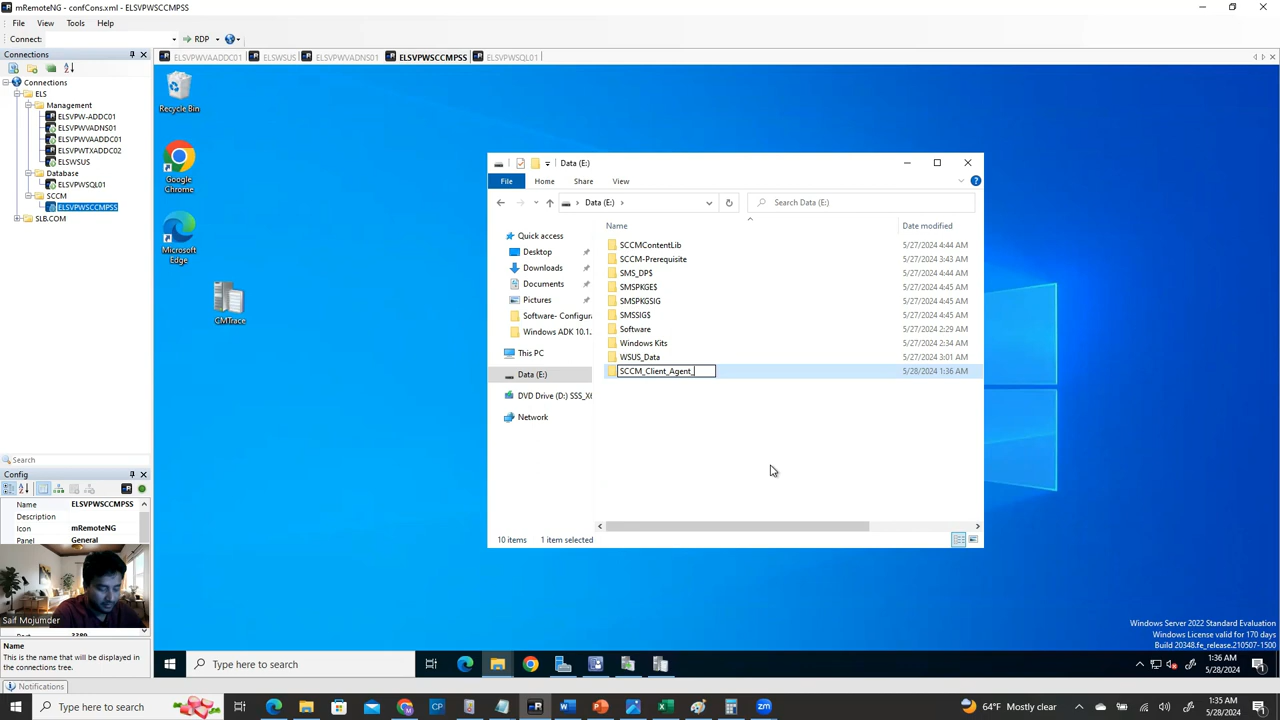 mRemoteNG - confCons.xml - ELSVPWSCCMPSS
File View Tools Help
Connect: RDP
Connections
ELSVPWVAADDC01 ELSWSUS ELSVPWVADNS01 ELSVPWSCCMPSS ELSVPWSQL01
Connections
ELS
Management
ELSVPW-ADDC01
ELSVPWVADNS01
ELSVPWVAADDC01
ELSVPWTXADDC02
ELSWSUS
Database
ELSVPWSQL01
SCCM
ELSVPWSCCMPSS
SLB.COM
Search
Config
Name ELSVPWSCCMPSS
Description
Icon mRemoteNG
Panel General
Saif Mojumder
Name
This is the name that will be displayed in the connections tree.
Notifications
Recycle Bin
Google Chrome
Microsoft Edge
CMTrace
Data (E:)
File Home Share View
Data (E:)
Search Data (E:)
Quick access
Desktop
Downloads
Documents
Pictures
Software- Configura
Windows ADK 10.1.
This PC
Data (E:)
DVD Drive (D:) SSS_X6
Network
Name Date modified
SCCMContentLib 5/27/2024 4:44 AM
SCCM-Prerequisite 5/27/2024 3:43 AM
SMS_DP$ 5/27/2024 4:44 AM
SMSPKGE$ 5/27/2024 4:45 AM
SMSPKGSIG 5/27/2024 4:45 AM
SMSSIG$ 5/27/2024 4:45 AM
Software 5/27/2024 2:29 AM
Windows Kits 5/27/2024 2:34 AM
WSUS_Data 5/27/2024 3:01 AM
SCCM_Client_Agent_ 5/28/2024 1:36 AM
10 items 1 item selected
Windows Server 2022 Standard Evaluation
Windows License valid for 170 days
Build 20348.fe_release.210507-1500
Type here to search
1:36 AM
5/28/2024
Type here to search
64°F Mostly clear
1:35 AM
5/28/2024